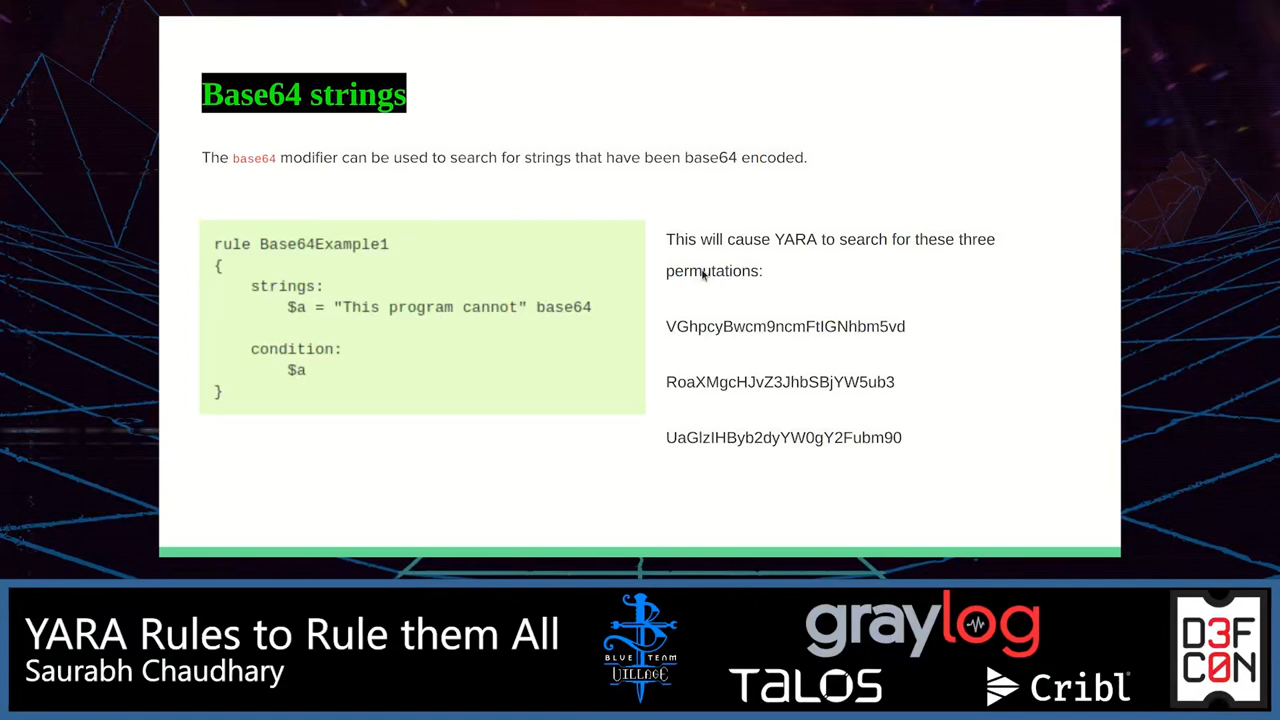 Base64 strings
The base64 modifier can be used to search for strings that have been base64 encoded.
rule Base64Example1
{
strings:
$a = "This program cannot" base64
condition:
$a
}
This will cause YARA to search for these three
permutations:
VGhpcyBwcm9ncmFtIGNhbm5vd
RoaXMgcHJvZ3JhbSBjYW5ub3
UaGlzIHByb2dyYW0gY2Fubm90
YARA Rules to Rule them All
Saurabh Chaudhary
BLUE TEAM
VILLAGE
graylog
TALOS
Cribl
D3F
C0N